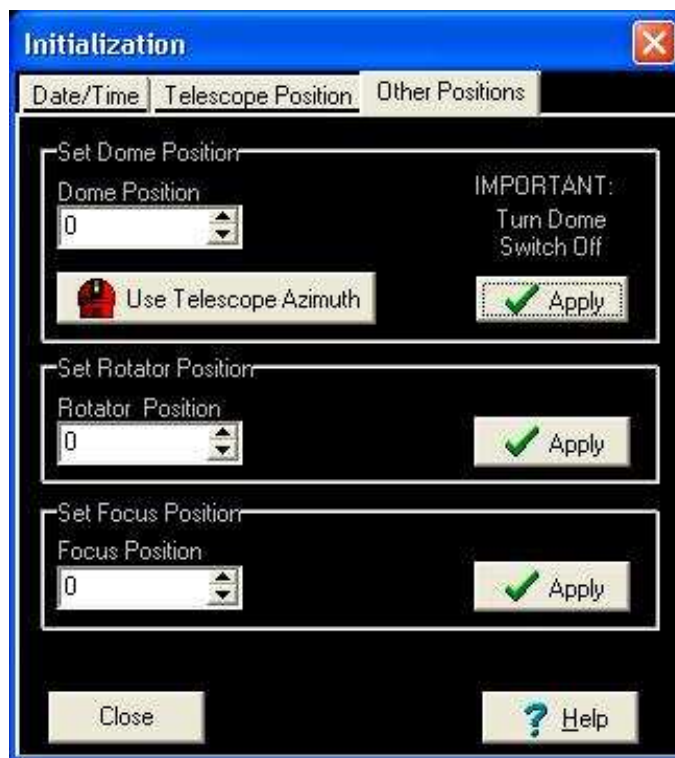 Initialization
Date/Time Telescope Position Other Positions
Set Dome Position
Dome Position
0
IMPORTANT:
Turn Dome
Switch Off
Use Telescope Azimuth
Apply
Set Rotator Position
Rotator Position
0
Apply
Set Focus Position
Focus Position
0
Apply
Close
? Help